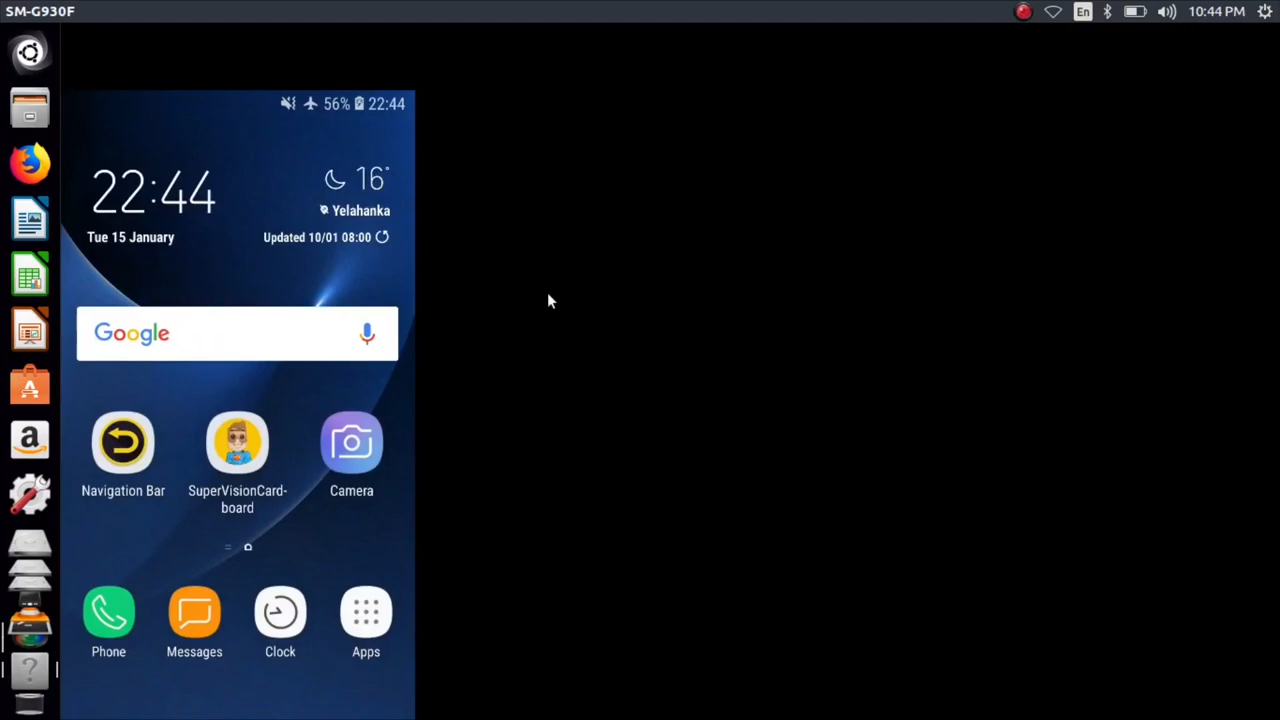 SM-G930F
En
10:44 PM
56%
22:44
22:44
16°
Yelahanka
Tue 15 January
Updated 10/01 08:00
Google
a
Navigation Bar
SuperVisionCard-
board
Camera
Phone
Messages
Clock
Apps